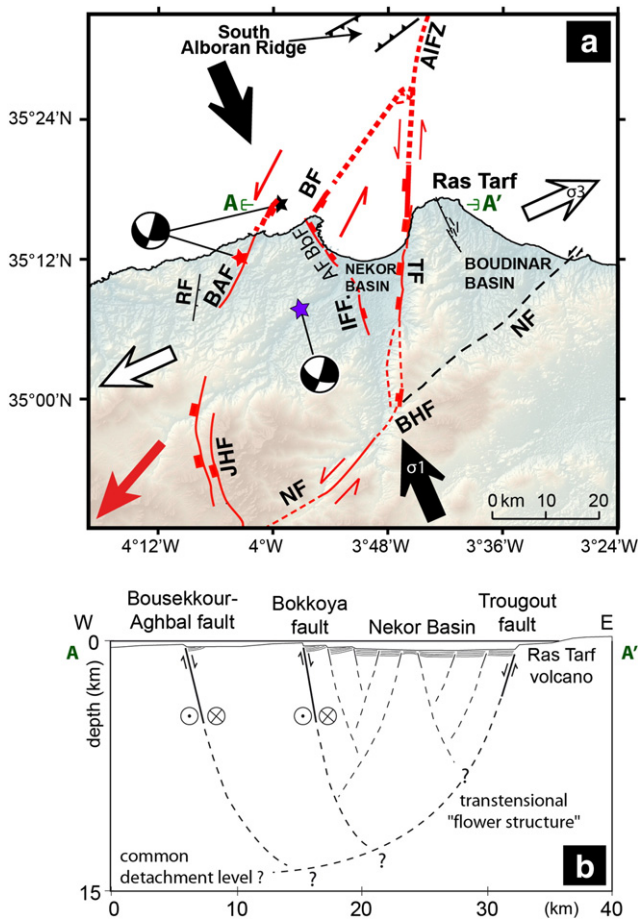 South
Alboran Ridge
AIFZ
a
35°24'N
BF
A
Ras Tarf
A'
σ3
35°12'N
RF
BAF
AF
BbF
NEKOR
BASIN
IFF.
TF
BOUDINAR
BASIN
NF
35°00'N
JHF
NF
BHF
σ1
0 km 10 20
4°12'W 4°W 3°48'W 3°36'W 3°24'W
Bousekkour-
Aghbal fault
Bokkoya
fault
Nekor Basin
Trougout
fault
W E
0
A A'
Ras Tarf
volcano
depth (km)
?
transtensional
"flower structure"
common
detachment level ?
?
?
b
15
0 10 20 30 (km) 40